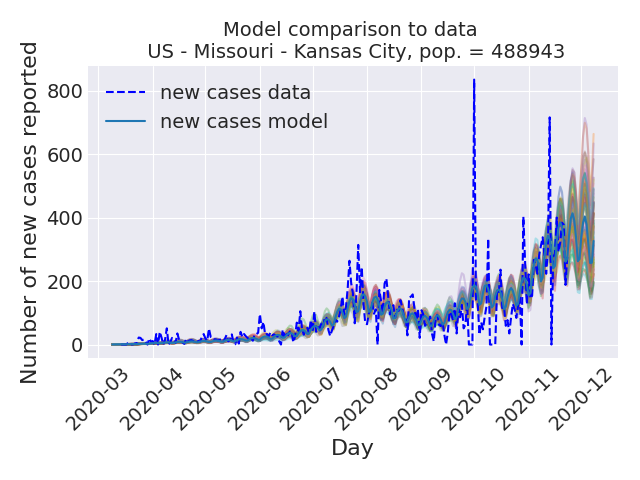 Model comparison to data
US - Missouri - Kansas City, pop. = 488943
Number of new cases reported
800
600
400
200
0
new cases data
new cases model
2020-03
2020-04
2020-05
2020-06
2020-07
2020-08
2020-09
2020-10
2020-11
2020-12
Day